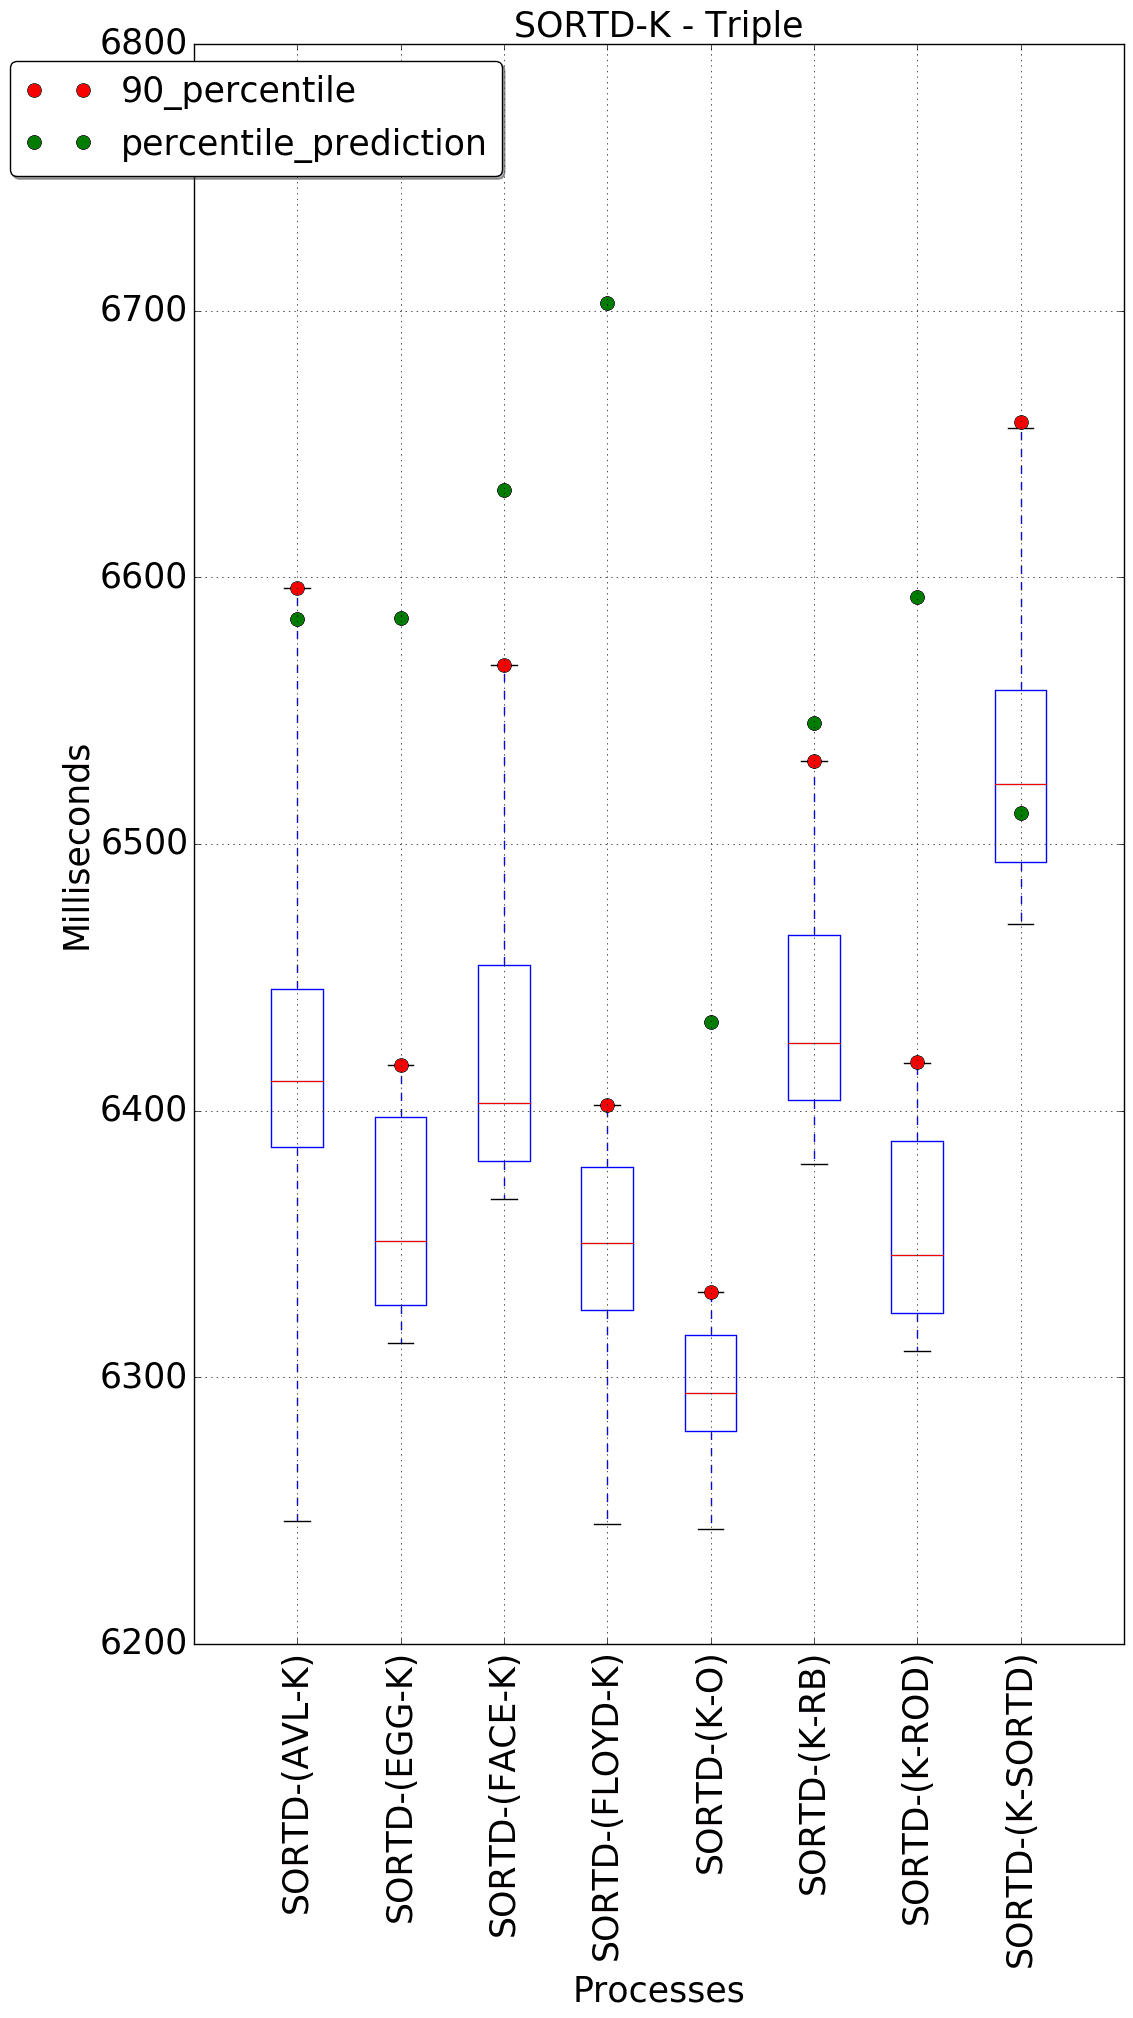 SORTD-K - Triple
90_percentile
percentile_prediction
6800
6700
6600
6500
6400
6300
6200
Milliseconds
SORTD-(AVL-K)
SORTD-(EGG-K)
SORTD-(FACE-K)
SORTD-(FLOYD-K)
SORTD-(K-O)
SORTD-(K-RB)
SORTD-(K-ROD)
SORTD-(K-SORTD)
Processes